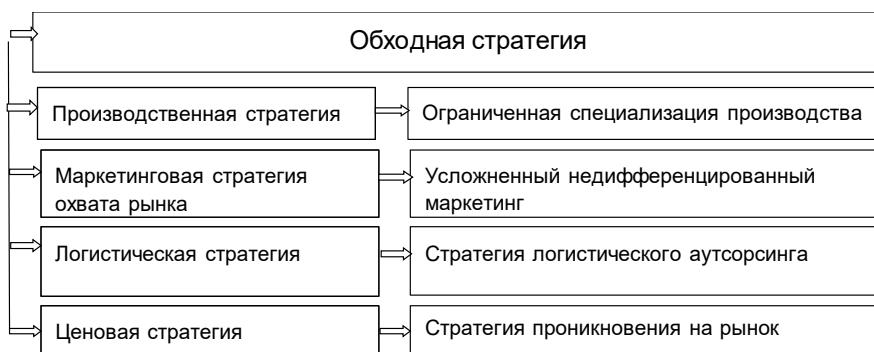 Обходная стратегия
Производственная стратегия
Ограниченная специализация производства
Маркетинговая стратегия
охвата рынка
Усложненный недифференцированный
маркетинг
Логистическая стратегия
Стратегия логистического аутсорсинга
Ценовая стратегия
Стратегия проникновения на рынок